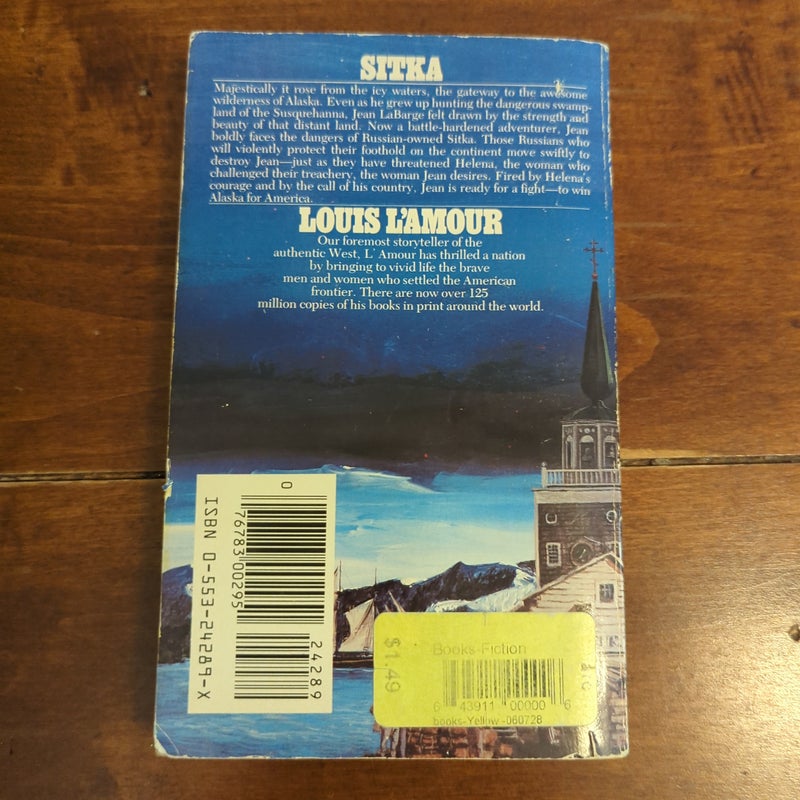 SITKA
Majestically it rose from the icy waters, the gateway to the awesome
wilderness of Alaska. Even as he grew up hunting the dangerous swamp-
land of the Susquehanna, Jean LaBarge felt drawn by the strength and
beauty of that distant land. Now a battle-hardened adventurer, Jean
boldly faces the dangers of Russian-owned Sitka. Those Russians who
will violently protect their foothold on the continent move swiftly to
destroy Jean—just as they have threatened Helena, the woman who
challenged their treachery, the woman Jean desires. Fired by Helena's
courage and by the call of his country, Jean is ready for a fight—to win
Alaska for America.
LOUIS L'AMOUR
Our foremost storyteller of the
authentic West, L' Amour has thrilled a nation
by bringing to vivid life the brave
men and women who settled the American
frontier. There are now over 125
million copies of his books in print around the world.
ISBN 0-553-24289-X
0
76783 00295
24289
$1.49
Books-Fiction
6 43911 00000 6
books-Yellow -060728